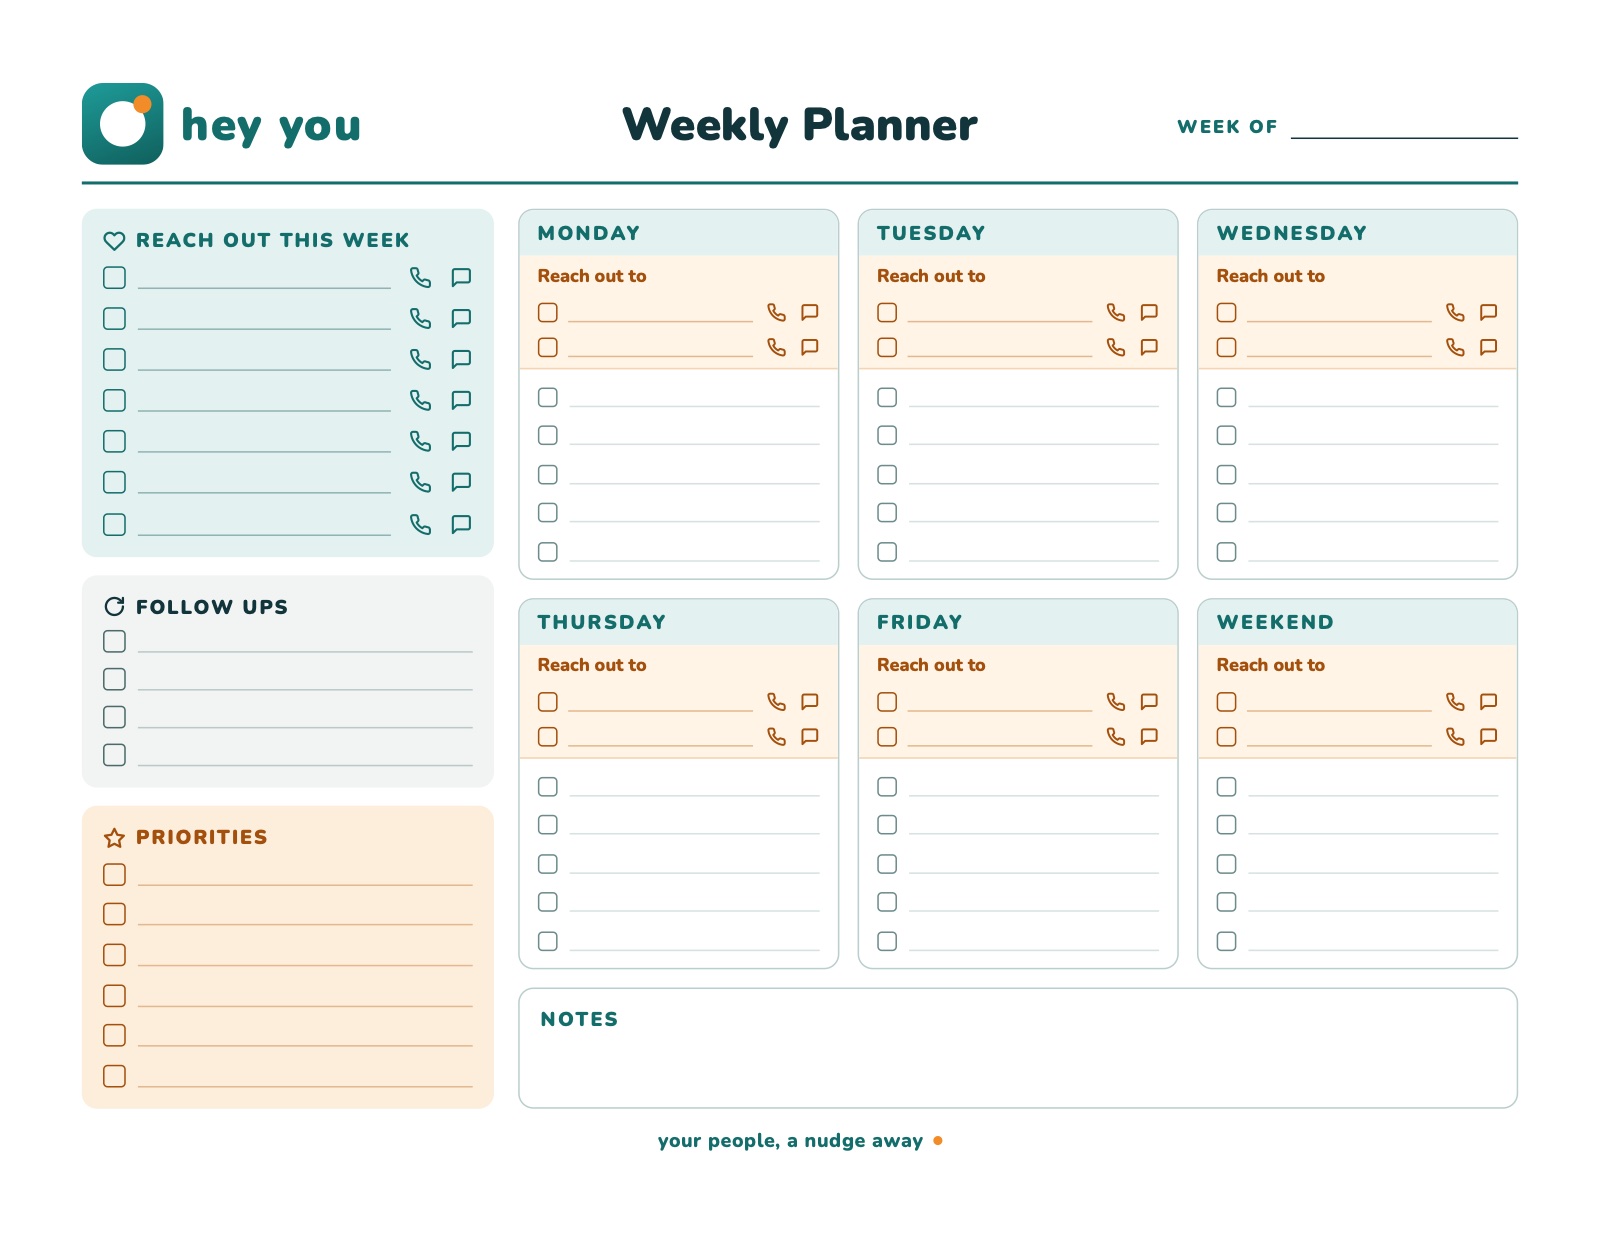 hey you
Weekly Planner
WEEK OF
REACH OUT THIS WEEK
FOLLOW UPS
PRIORITIES
MONDAY
Reach out to
TUESDAY
Reach out to
WEDNESDAY
Reach out to
THURSDAY
Reach out to
FRIDAY
Reach out to
WEEKEND
Reach out to
NOTES
your people, a nudge away